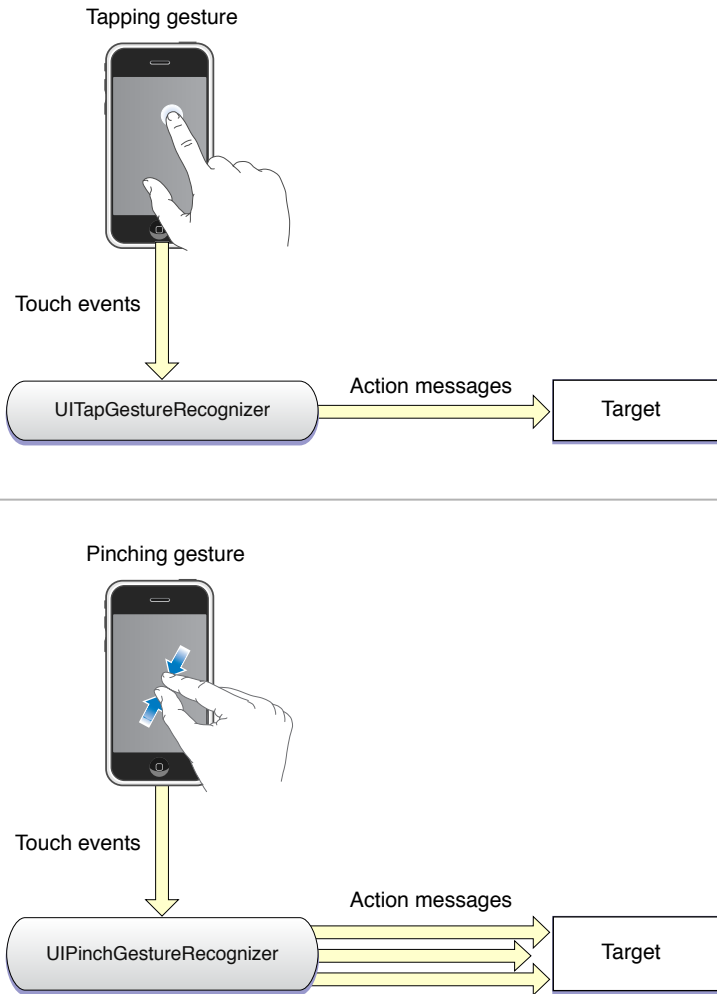 Tapping gesture
Touch events
Action messages
UITapGestureRecognizer
Target
Pinching gesture
Touch events
Action messages
UIPinchGestureRecognizer
Target